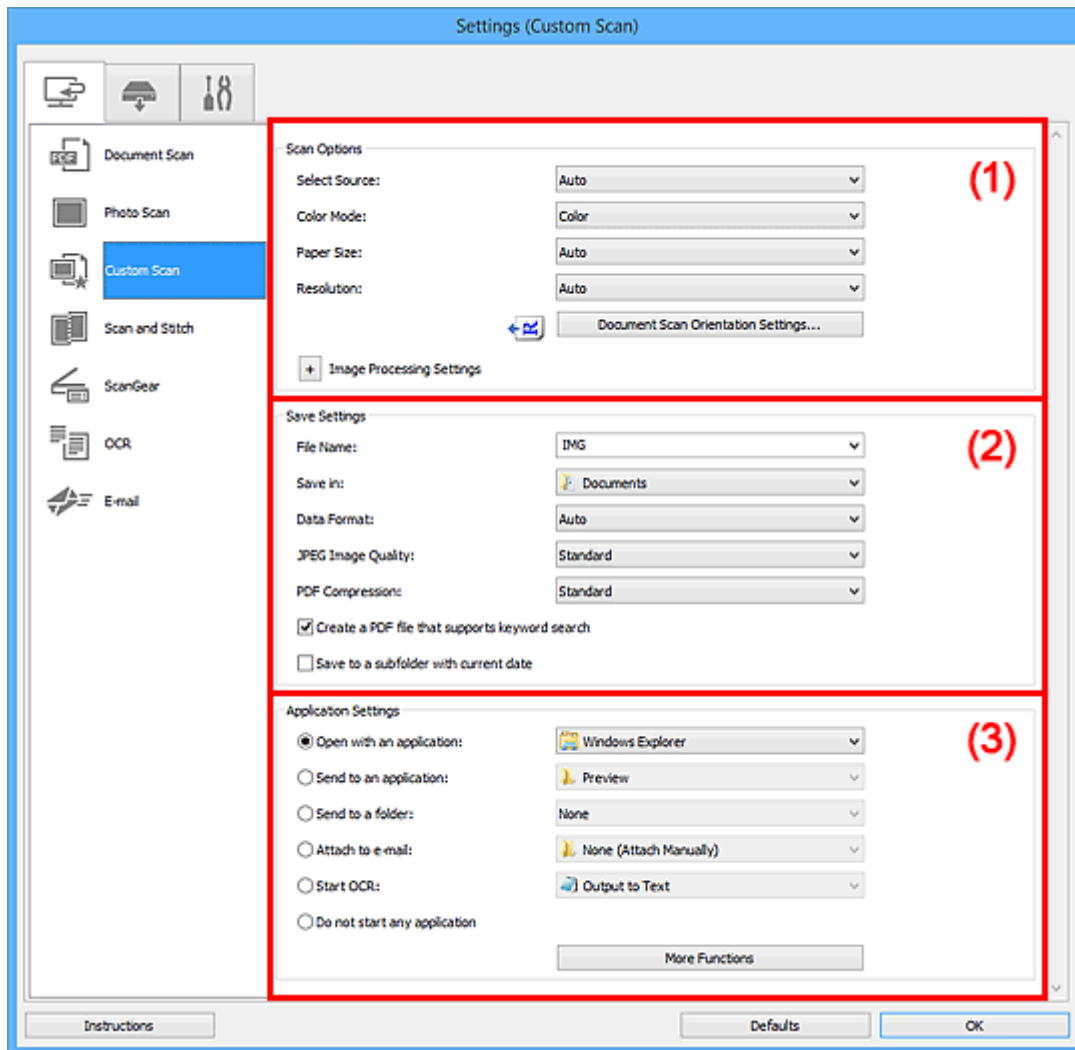 Settings (Custom Scan)
Document Scan
Photo Scan
Custom Scan
Scan and Stitch
ScanGear
OCR
E-mail
Scan Options
(1)
Select Source: Auto
Color Mode: Color
Paper Size: Auto
Resolution: Auto
Document Scan Orientation Settings...
+ Image Processing Settings
Save Settings
(2)
File Name: IMG
Save in: Documents
Data Format: Auto
JPEG Image Quality: Standard
PDF Compression: Standard
Create a PDF file that supports keyword search
Save to a subfolder with current date
Application Settings
(3)
Open with an application: Windows Explorer
Send to an application: Preview
Send to a folder: None
Attach to e-mail: None (Attach Manually)
Start OCR: Output to Text
Do not start any application
More Functions
Instructions Defaults OK